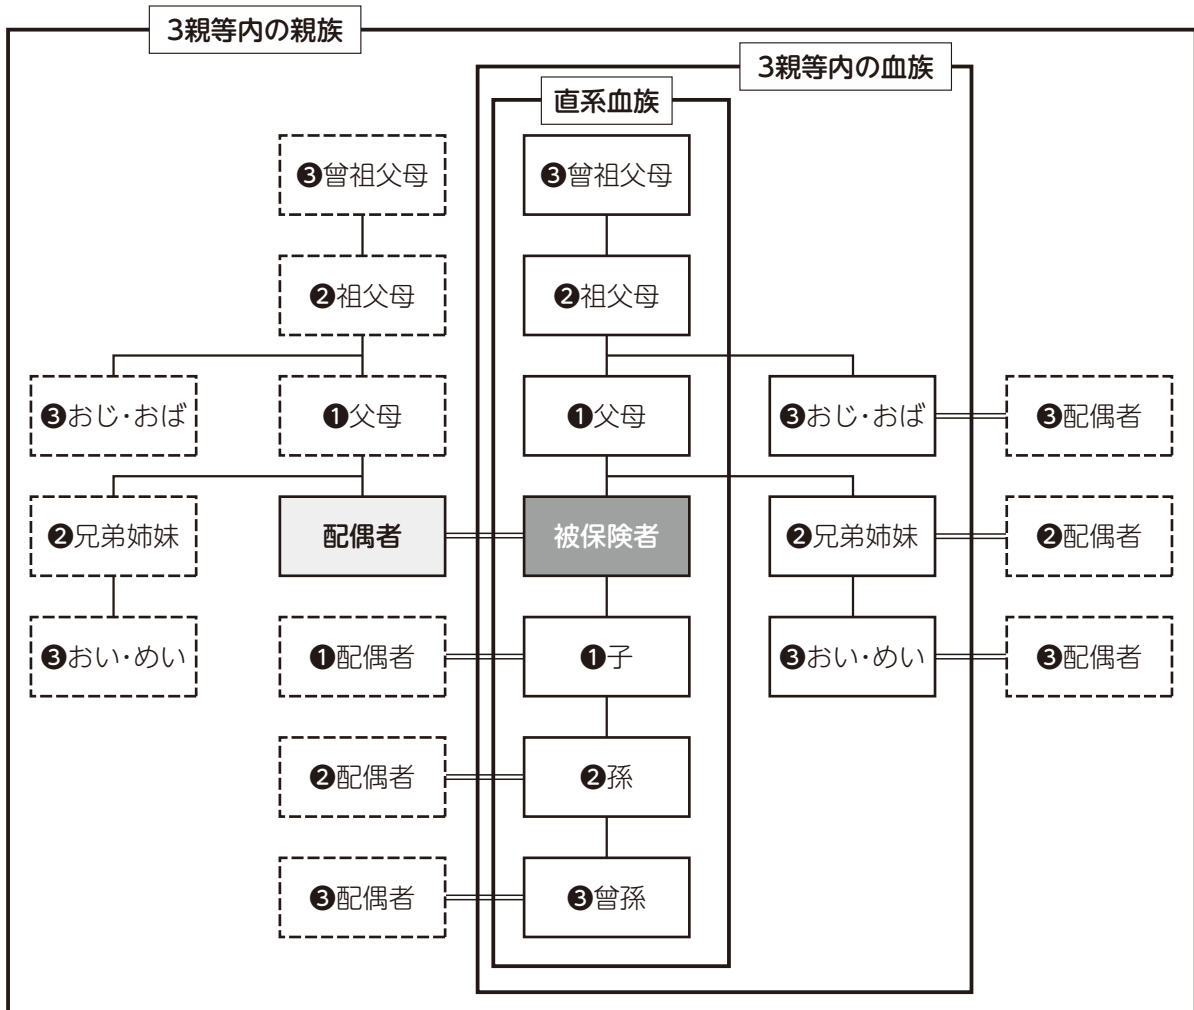 3親等内の親族
3親等内の血族
直系血族
❸曾祖父母
❸曾祖父母
❷祖父母
❷祖父母
❸おじ・おば
❶父母
❶父母
❸おじ・おば
❸配偶者
❷兄弟姉妹
配偶者
被保険者
❷兄弟姉妹
❷配偶者
❸おい・めい
❶配偶者
❶子
❸おい・めい
❸配偶者
❷配偶者
❷孫
❸配偶者
❸曾孫